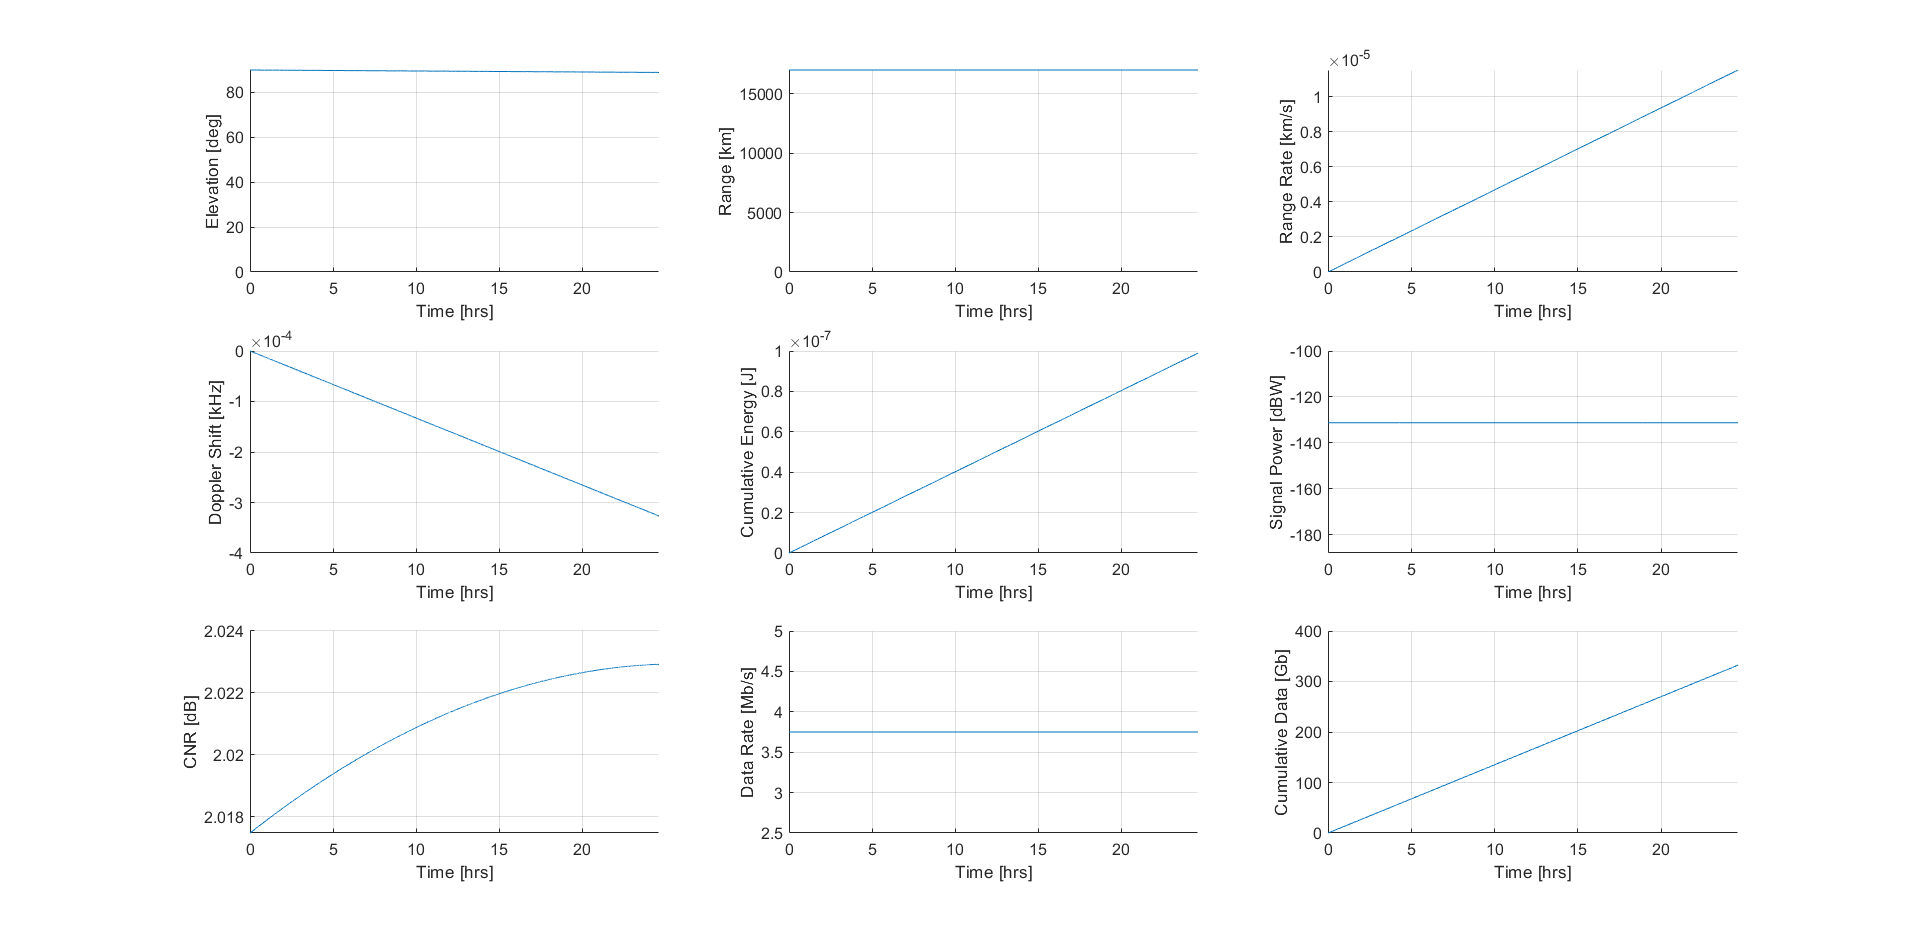 Elevation [deg]
80
60
40
20
0
0 5 10 15 20
Time [hrs]
Range [km]
15000
10000
5000
0
0 5 10 15 20
Time [hrs]
×10-5
Range Rate [km/s]
1
0.8
0.6
0.4
0.2
0
0 5 10 15 20
Time [hrs]
×10-4
Doppler Shift [kHz]
0
-1
-2
-3
-4
0 5 10 15 20
Time [hrs]
×10-7
Cumulative Energy [J]
1
0.8
0.6
0.4
0.2
0
0 5 10 15 20
Time [hrs]
Signal Power [dBW]
-100
-120
-140
-160
-180
0 5 10 15 20
Time [hrs]
CNR [dB]
2.024
2.022
2.02
2.018
0 5 10 15 20
Time [hrs]
Data Rate [Mb/s]
5
4.5
4
3.5
3
2.5
0 5 10 15 20
Time [hrs]
Cumulative Data [Gb]
400
300
200
100
0
0 5 10 15 20
Time [hrs]